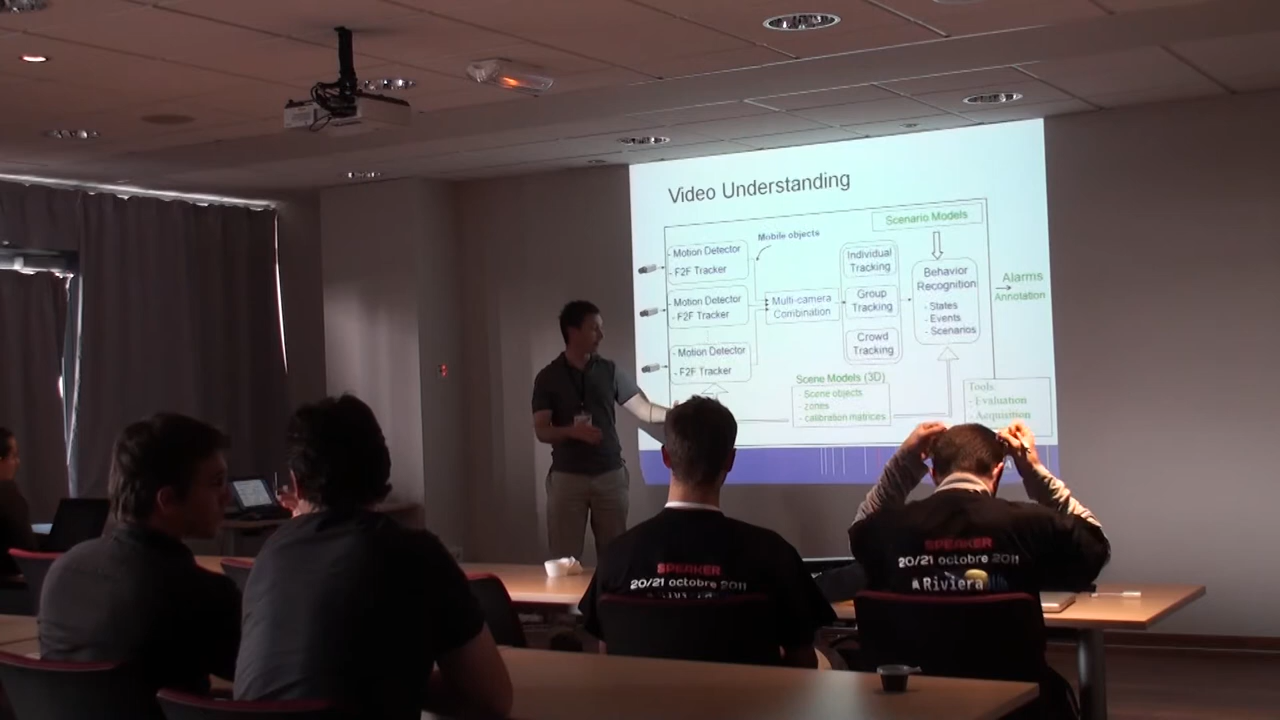 Video Understanding
Scenario Models
Mobile objects
- Motion Detector
- F2F Tracker
- Motion Detector
- F2F Tracker
- Motion Detector
- F2F Tracker
Multi-camera
Combination
Individual
Tracking
Group
Tracking
Crowd
Tracking
Behavior
Recognition
- States
- Events
- Scenarios
Alarms
Annotation
Scene Models (3D)
- Scene objects
- zones
- calibration matrices
Tools:
- Evaluation
- Acquisition
SPEAKER
20/21 octobre 2011
SPEAKER
20/21 octobre 2011
Riviera